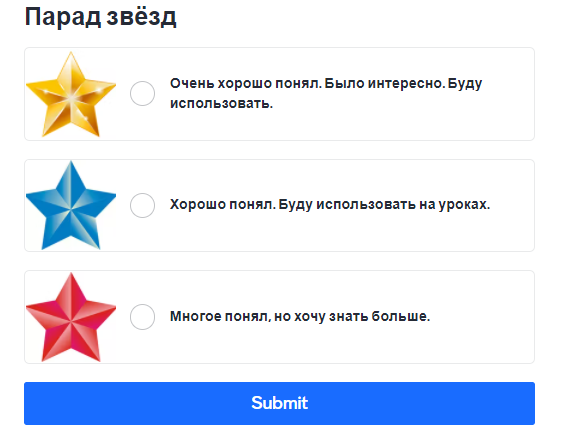 Парад звёзд
Очень хорошо понял. Было интересно. Буду
использовать.
Хорошо понял. Буду использовать на уроках.
Многое понял, но хочу знать больше.
Submit